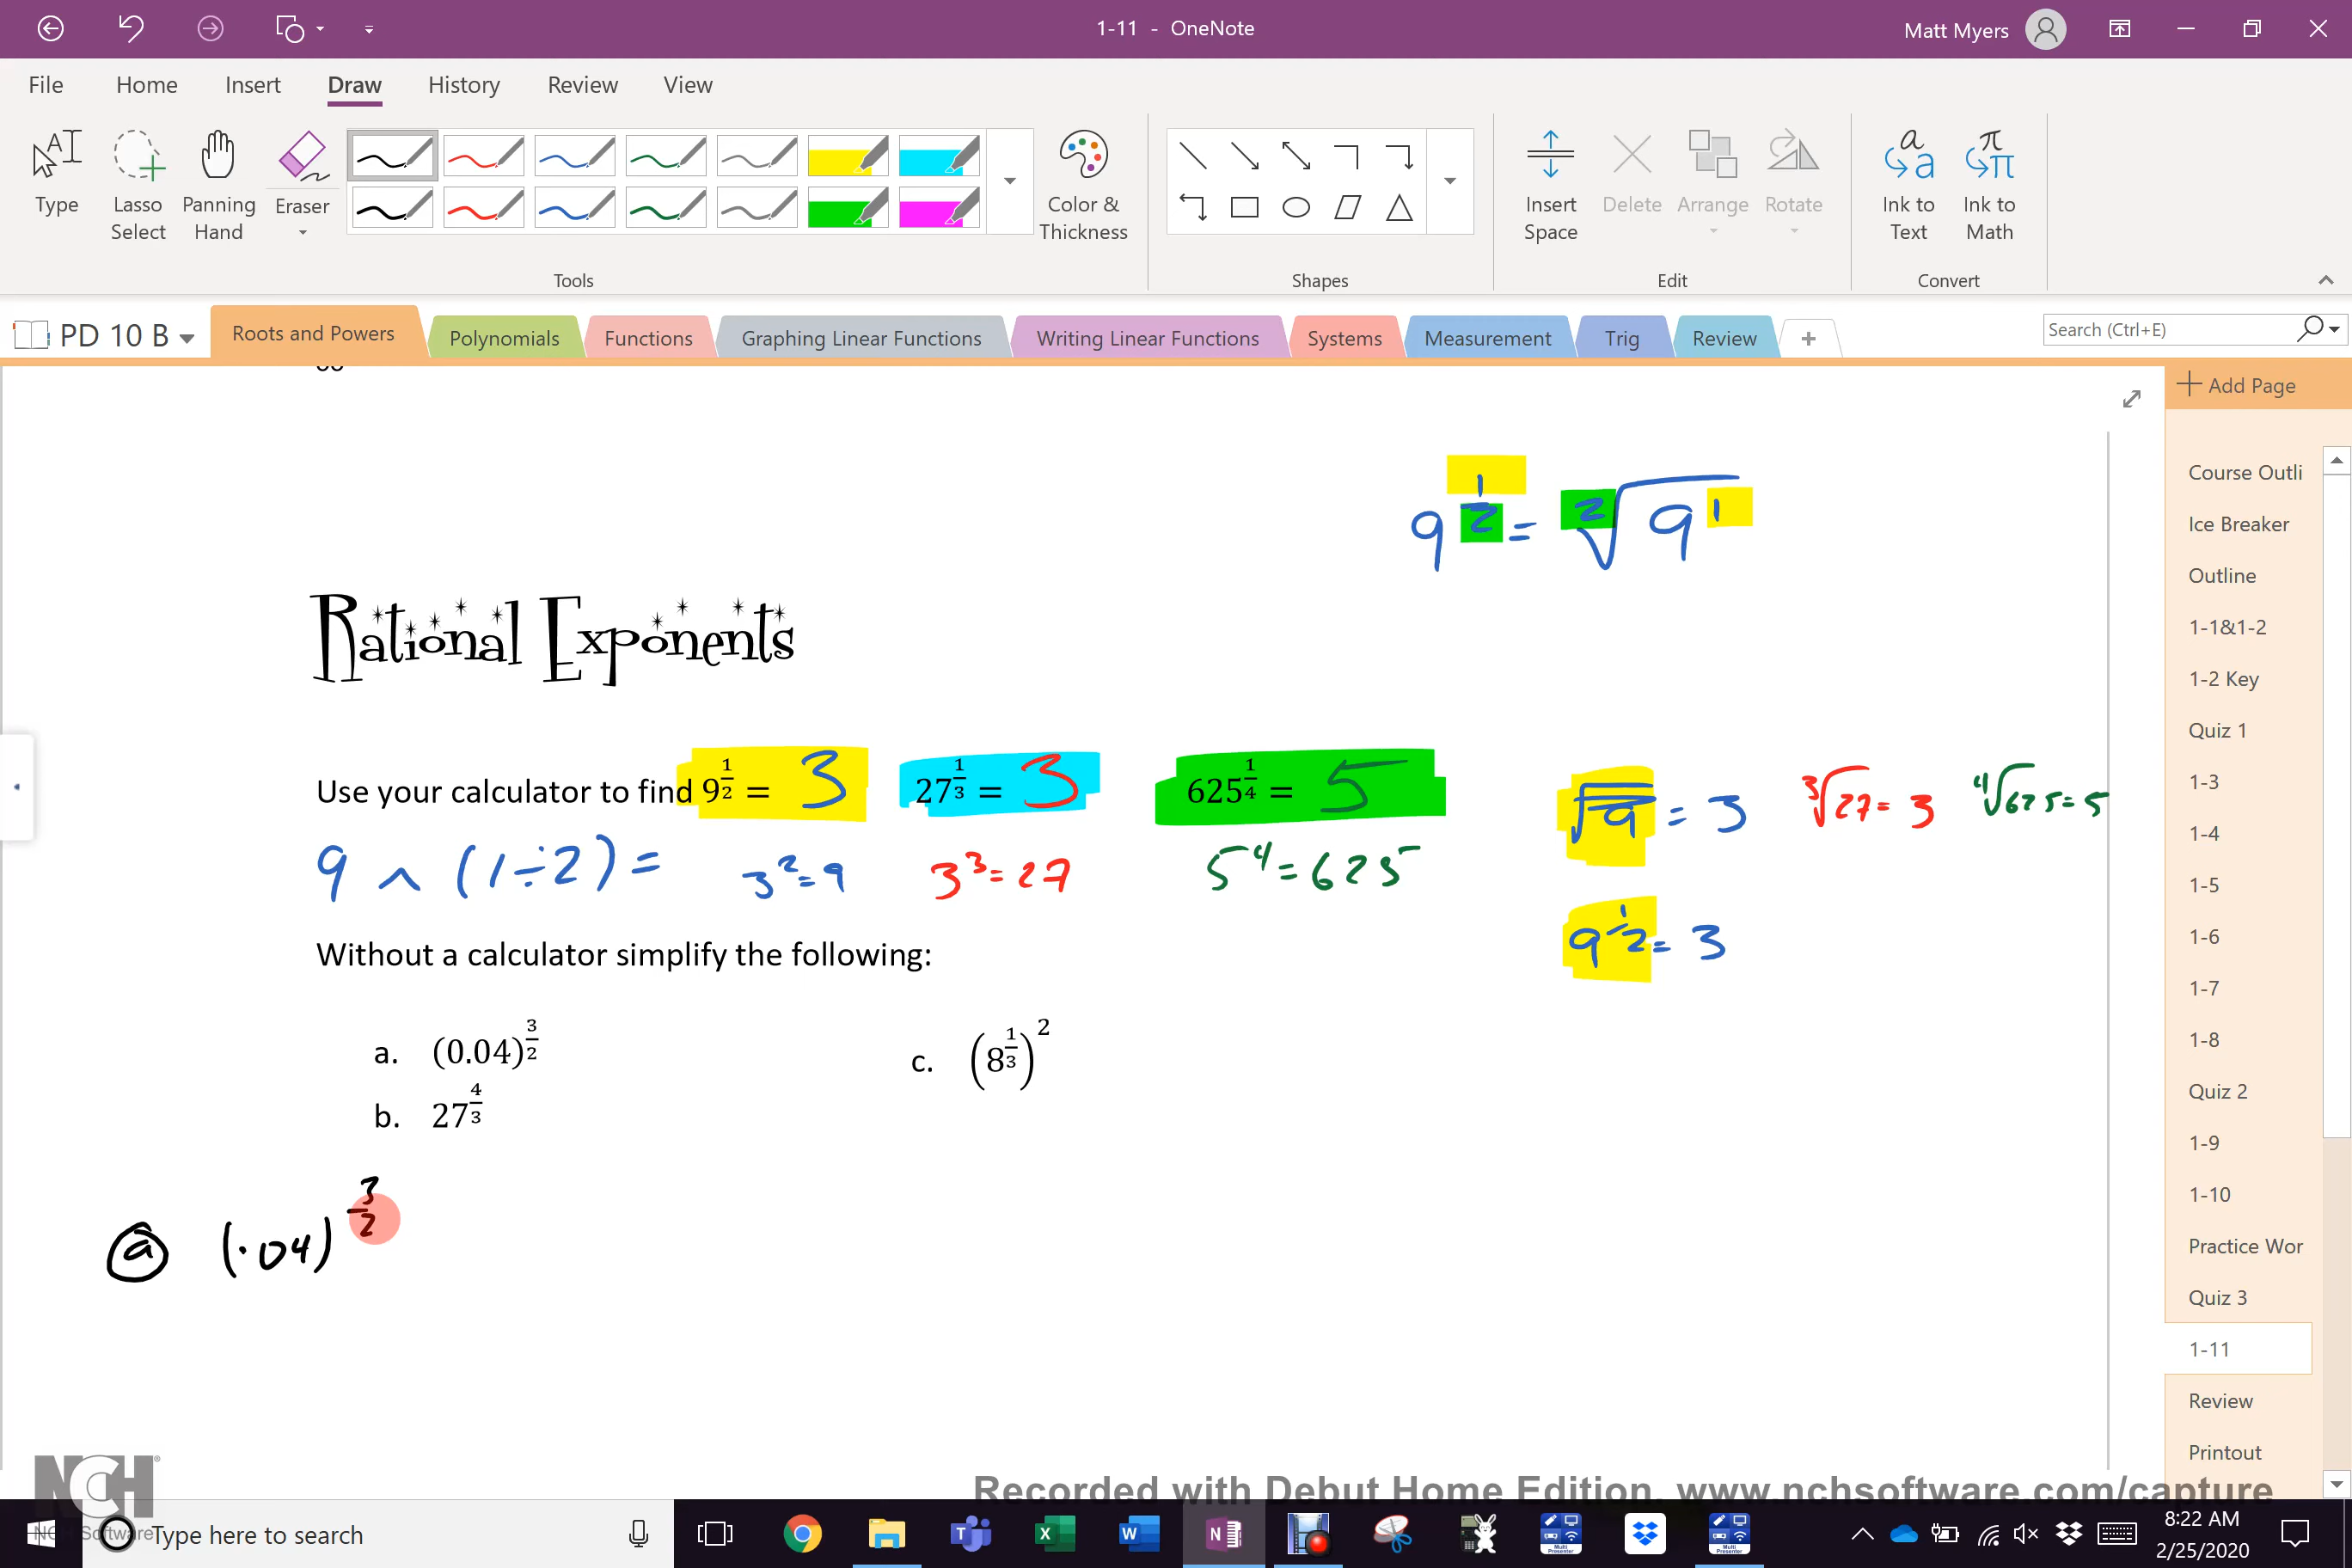 1-11 - OneNote
Matt Myers
File Home Insert Draw History Review View
Type
Lasso Select
Panning Hand
Eraser
Color & Thickness
Insert Space
Delete
Arrange
Rotate
Ink to Text
Ink to Math
Tools
Shapes
Edit
Convert
PD 10 B
Roots and Powers
Polynomials
Functions
Graphing Linear Functions
Writing Linear Functions
Systems
Measurement
Trig
Review
Search (Ctrl+E)
Add Page
9^(1/2) = ²√9¹
Rational Exponents
Use your calculator to find 9^(1/2) = 3 27^(1/3) = 3 625^(1/4) = 5
√9 = 3 ³√27 = 3 ⁴√625 = 5
9 ^ (1÷2) = 3² = 9 3³ = 27 5⁴ = 625
9^(1/2) = 3
Without a calculator simplify the following:
a. (0.04)^(3/2)
c. (8^(1/3))²
b. 27^(4/3)
a (.04)^(3/2)
Course Outli
Ice Breaker
Outline
1-1&1-2
1-2 Key
Quiz 1
1-3
1-4
1-5
1-6
1-7
1-8
Quiz 2
1-9
1-10
Practice Wor
Quiz 3
1-11
Review
Printout
NCH
NCH Software
Recorded with Debut Home Edition. www.nchsoftware.com/capture
Type here to search
8:22 AM
2/25/2020